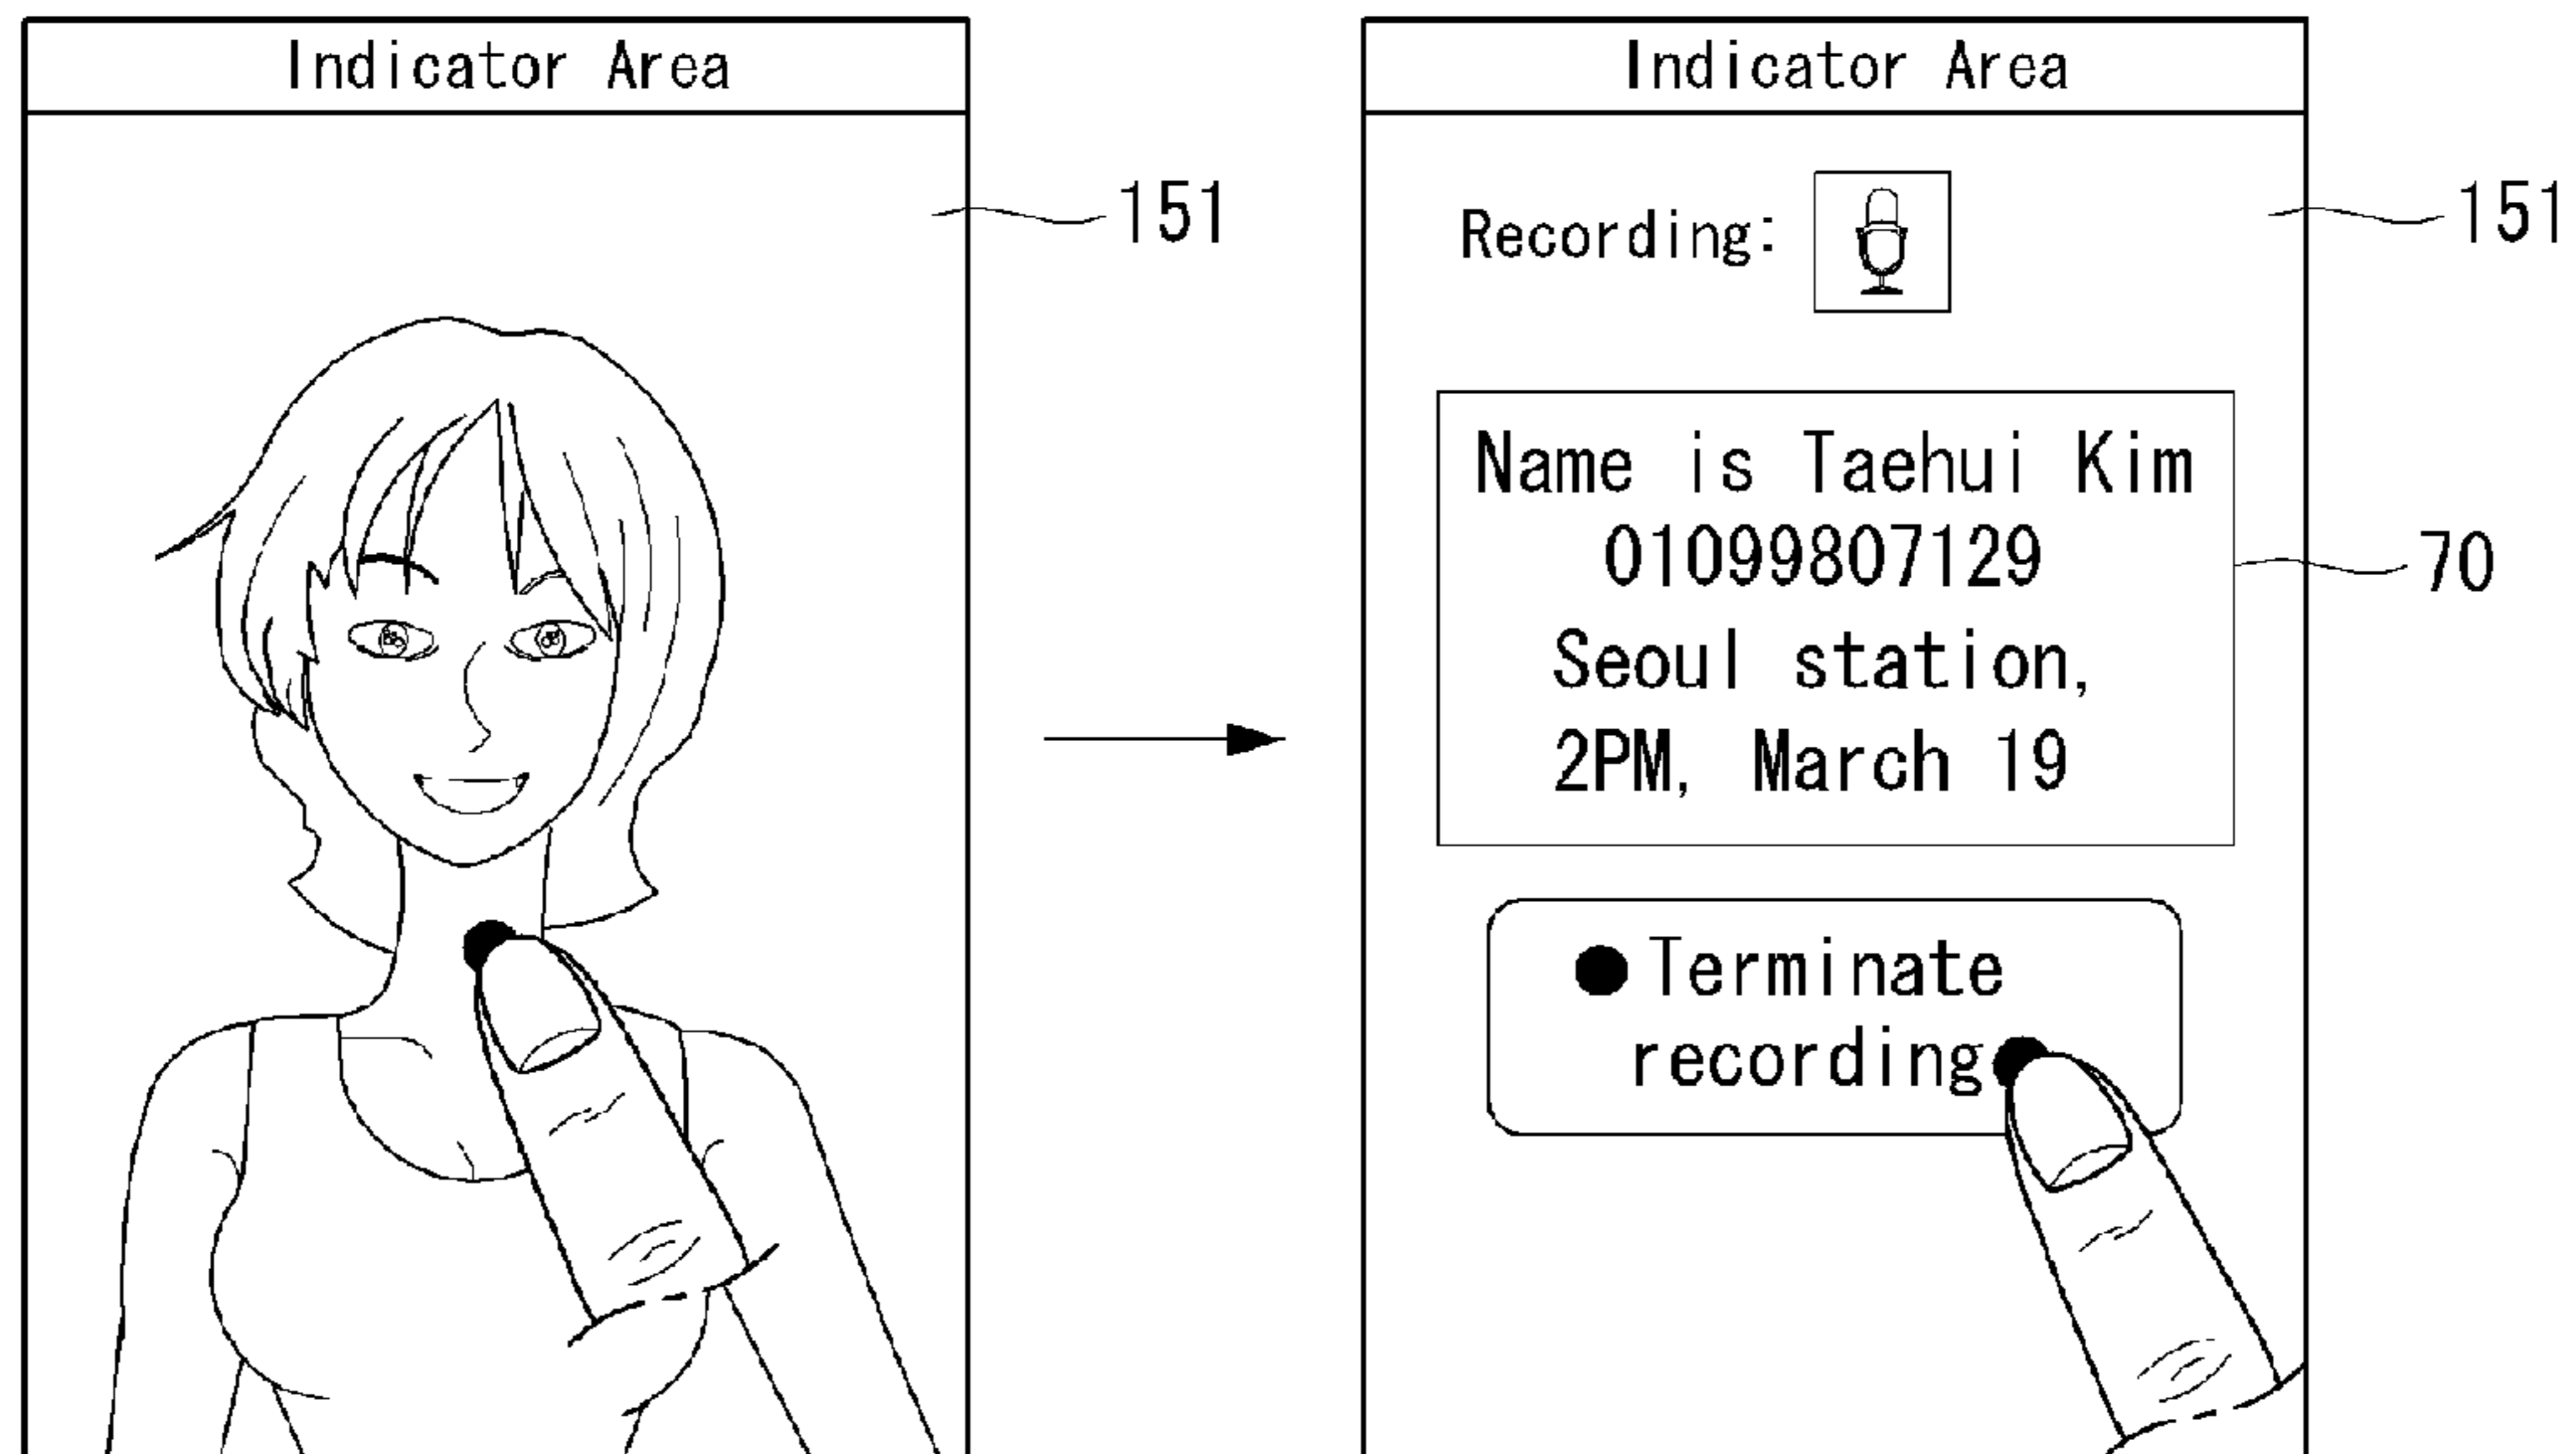 Indicator Area
151
Indicator Area
Recording:
151
Name is Taehui Kim
01099807129
Seoul station,
2PM, March 19
70
Terminate
recording